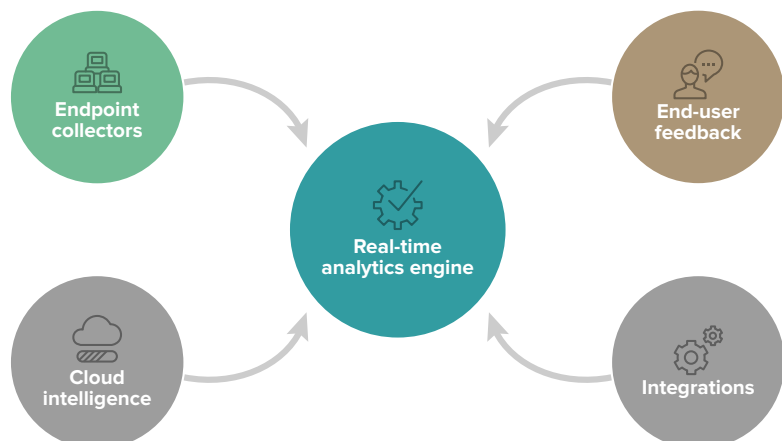 Endpoint
collectors
End-user
feedback
Real-time
analytics engine
Cloud
intelligence
Integrations